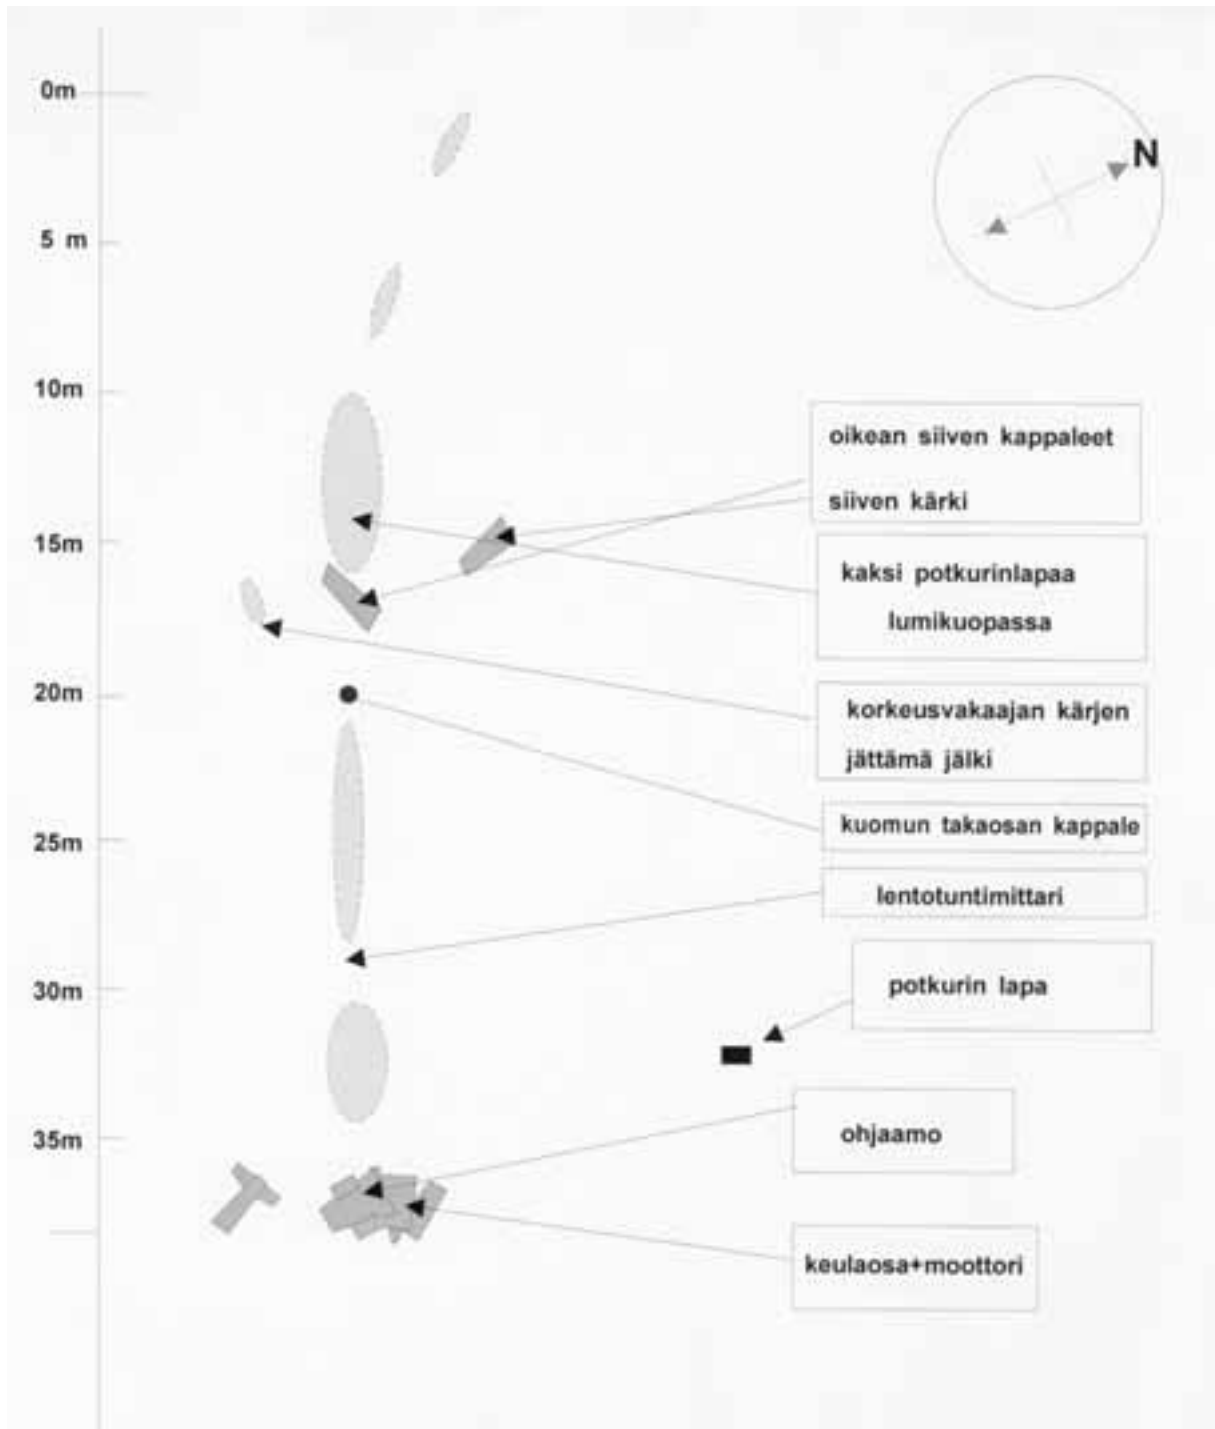 0m
N
5 m
10m
oikean siiven kappaleet
siiven kärki
15m
kaksi potkurinlapaa
lumikuopassa
20m
korkeusvakaajan kärjen
jättämä jälki
kuomun takaosan kappale
25m
lentotuntimittari
30m
potkurin lapa
35m
ohjaamo
keulaosa+moottori